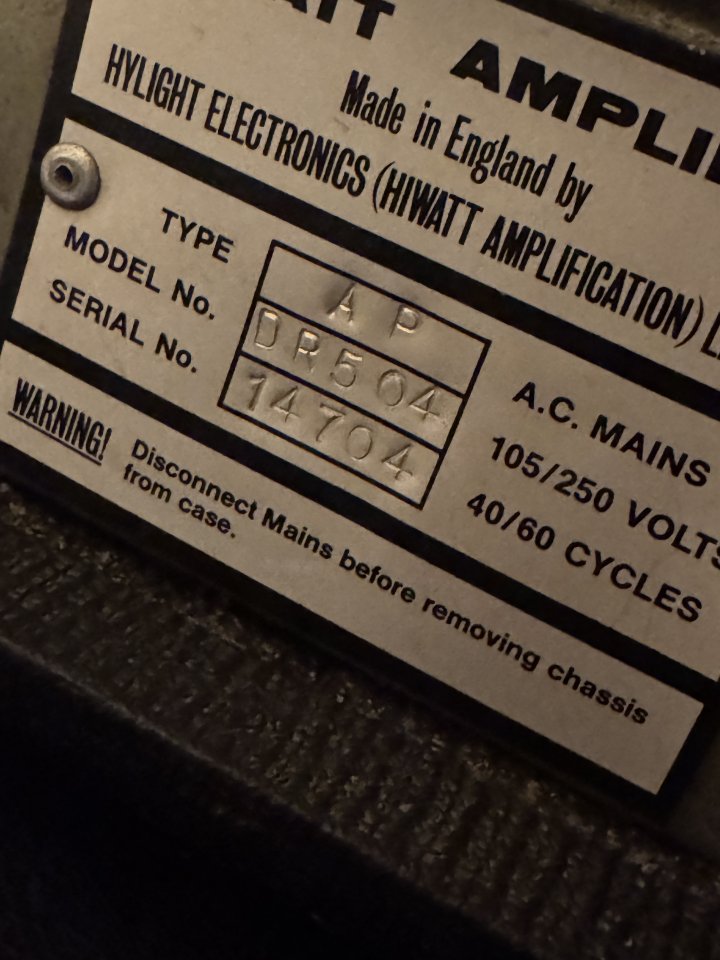 Made in England by
HYLIGHT ELECTRONICS (HIWATT AMPLIFICATION)
TYPE A P
MODEL No. DR504
SERIAL No. 14704
A.C. MAINS
105/250 VOLTS
40/60 CYCLES
WARNING! Disconnect Mains before removing chassis
from case.